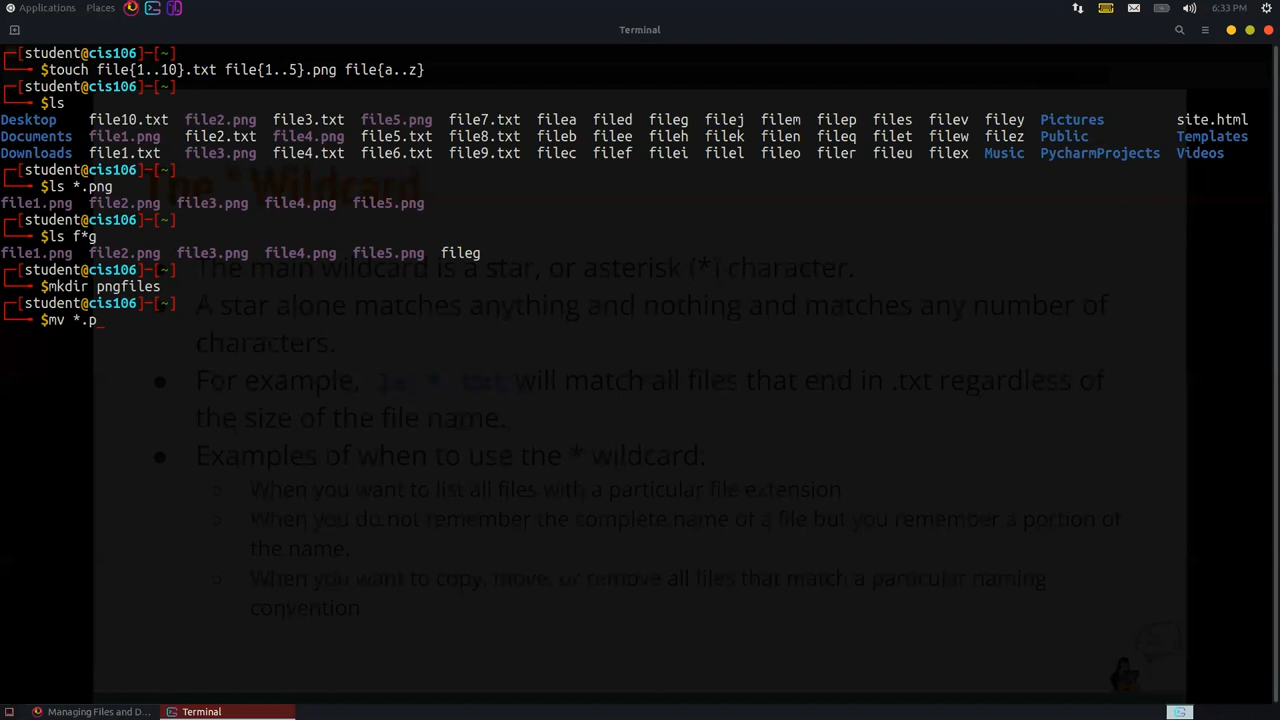 Applications Places 6:33 PM
Terminal
┌─[student@cis106]─[~]
└──╼ $touch file{1..10}.txt file{1..5}.png file{a..z}
┌─[student@cis106]─[~]
└──╼ $ls
Desktop file10.txt file2.png file3.txt file5.png file7.txt filea filed fileg filej filem filep files filev filey Pictures site.html
Documents file1.png file2.txt file4.png file5.txt file8.txt fileb filee fileh filek filen fileq filet filew filez Public Templates
Downloads file1.txt file3.png file4.txt file6.txt file9.txt filec filef filei filel fileo filer fileu filex Music PycharmProjects Videos
┌─[student@cis106]─[~]
└──╼ $ls *.png
file1.png file2.png file3.png file4.png file5.png
┌─[student@cis106]─[~]
└──╼ $ls f*g
file1.png file2.png file3.png file4.png file5.png fileg
┌─[student@cis106]─[~]
└──╼ $mkdir pngfiles
┌─[student@cis106]─[~]
└──╼ $mv *.p_
The * Wildcard
The main wildcard is a star, or asterisk (*) character.
● A star alone matches anything and nothing and matches any number of
characters.
● For example, ls *.txt will match all files that end in .txt regardless of
the size of the file name.
● Examples of when to use the * wildcard.
○ When you want to list all files with a particular file extension
○ When you do not remember the complete name of a file but you remember a portion of
the name.
○ When you want to copy, move, or remove all files that match a particular naming
convention
Managing Files and D... Terminal